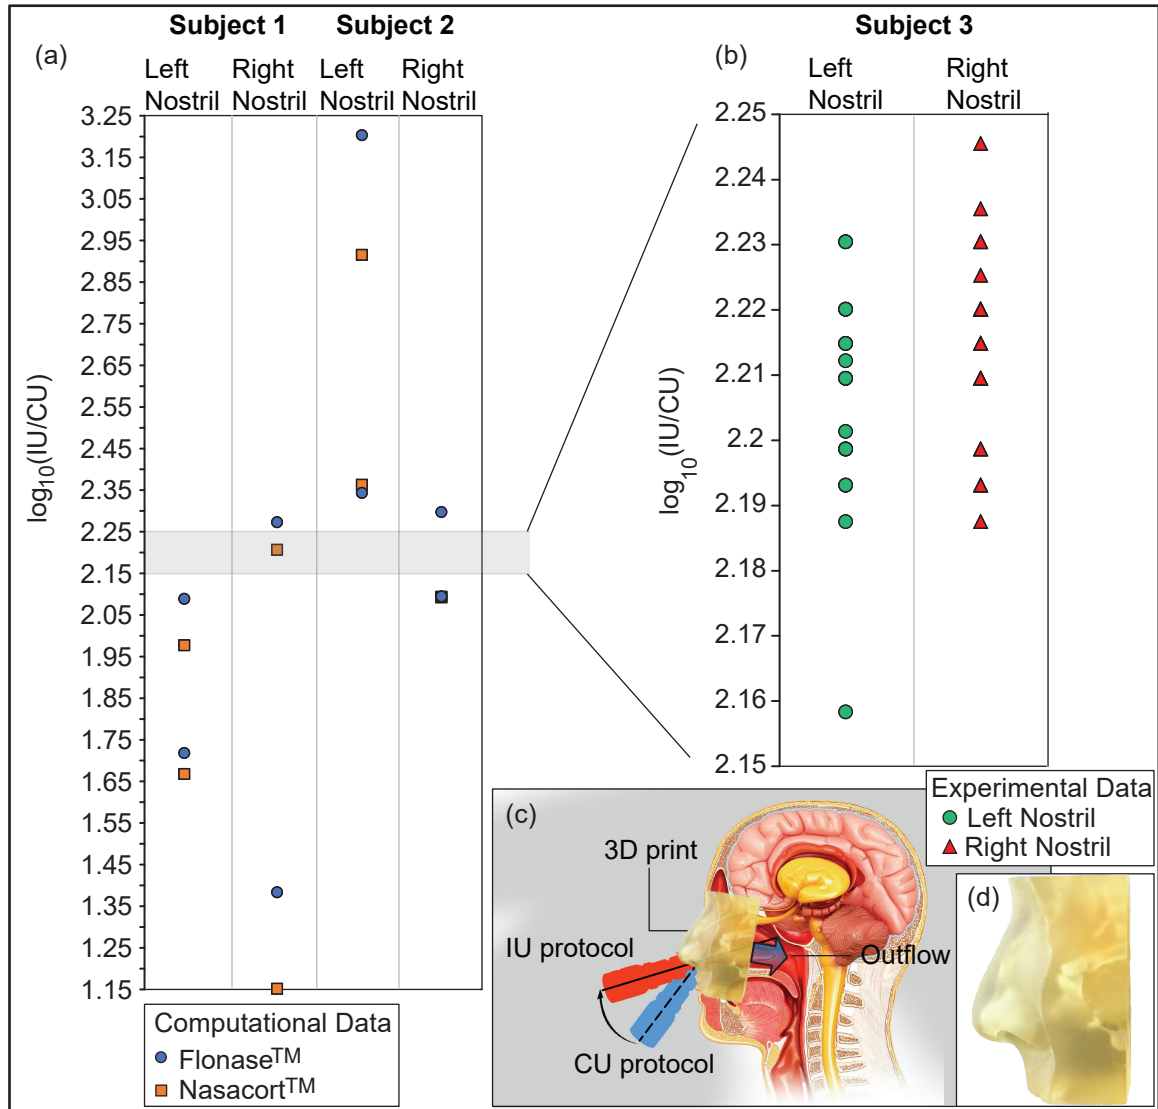 Subject 1
Subject 2
(a)
Left
Nostril
Right
Nostril
Left
Nostril
Right
Nostril
3.25
3.15
3.05
2.95
2.85
2.75
2.65
2.55
2.45
2.35
2.25
2.15
2.05
1.95
1.85
1.75
1.65
1.55
1.45
1.35
1.25
1.15
log10(IU/CU)
Computational Data
Flonase™
Nasacort™
Subject 3
(b)
Left
Nostril
Right
Nostril
2.25
2.24
2.23
2.22
2.21
2.2
2.19
2.18
2.17
2.16
2.15
log10(IU/CU)
Experimental Data
Left Nostril
Right Nostril
(c)
3D print
IU protocol
Outflow
CU protocol
(d)